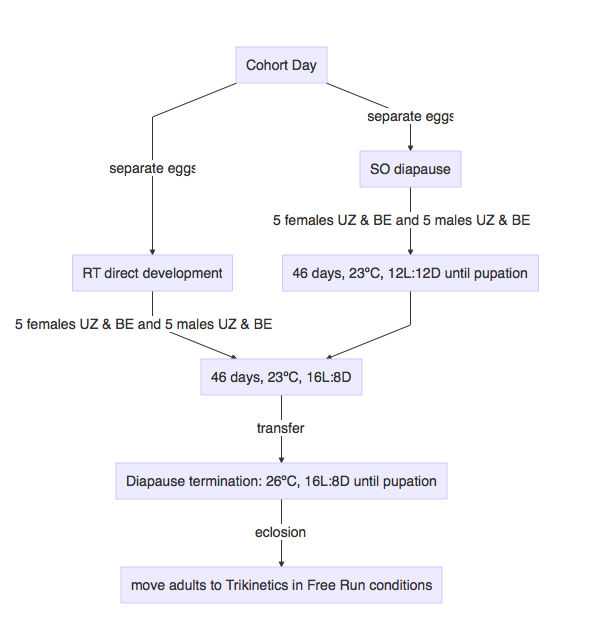 Cohort Day
separate eggs
separate eggs
SO diapause
5 females UZ & BE and 5 males UZ & BE
RT direct development
46 days, 23ºC, 12L:12D until pupation
5 females UZ & BE and 5 males UZ & BE
46 days, 23ºC, 16L:8D
transfer
Diapause termination: 26ºC, 16L:8D until pupation
eclosion
move adults to Trikinetics in Free Run conditions